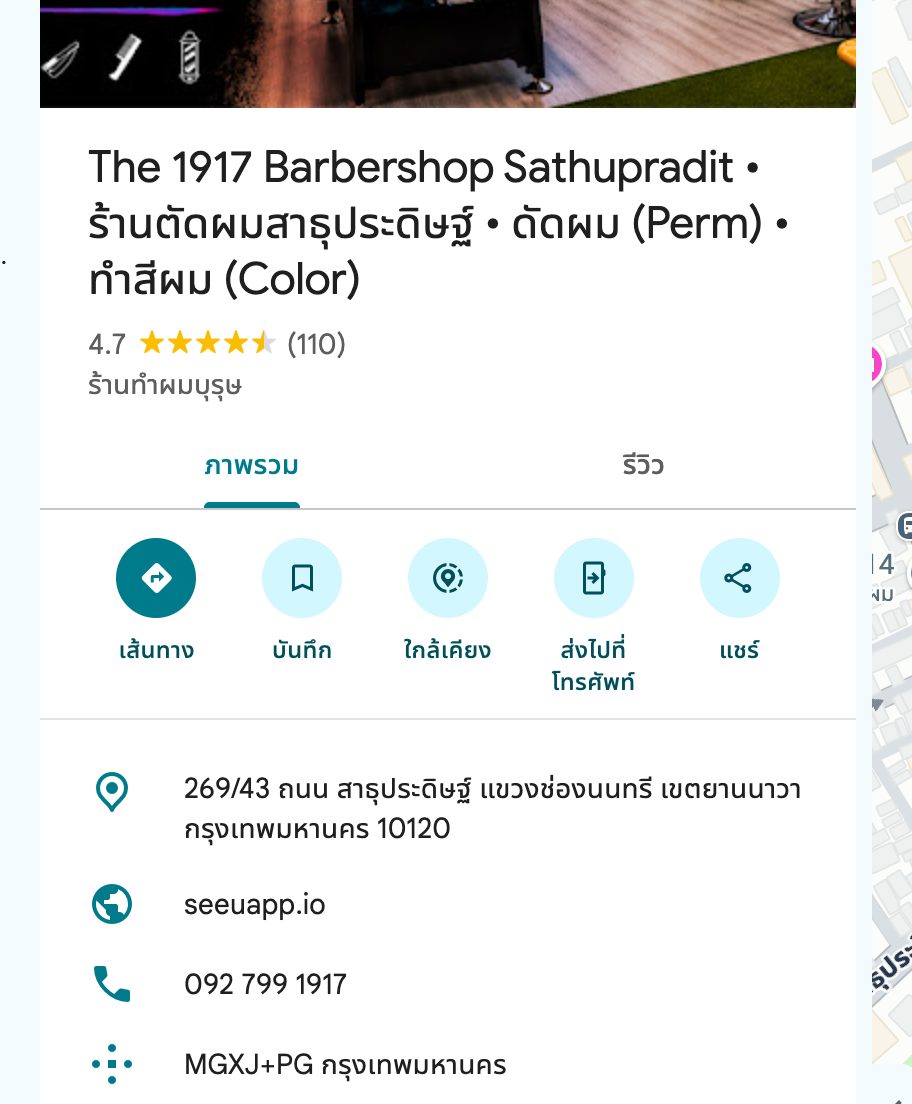 The 1917 Barbershop Sathupradit •
ร้านตัดผมสาธุประดิษฐ์ • ดัดผม (Perm) •
ทำสีผม (Color)
4.7 (110)
ร้านทำผมบุรุษ
ภาพรวม รีวิว
เส้นทาง บันทึก ใกล้เคียง ส่งไปที่ แชร์
โทรศัพท์
269/43 ถนน สาธุประดิษฐ์ แขวงช่องนนทรี เขตยานนาวา
กรุงเทพมหานคร 10120
seeuapp.io
092 799 1917
MGXJ+PG กรุงเทพมหานคร